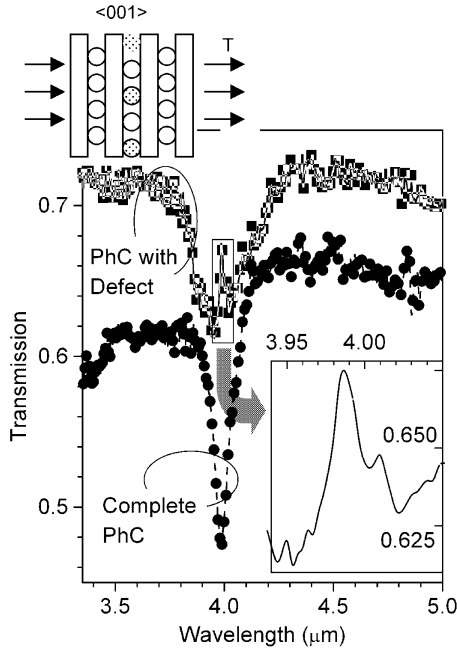 <001>
T
0.7
PhC with
Defect
0.6
3.95 4.00
0.650
0.625
0.5
Complete
PhC
3.5 4.0 4.5 5.0
Transmission
Wavelength (μm)